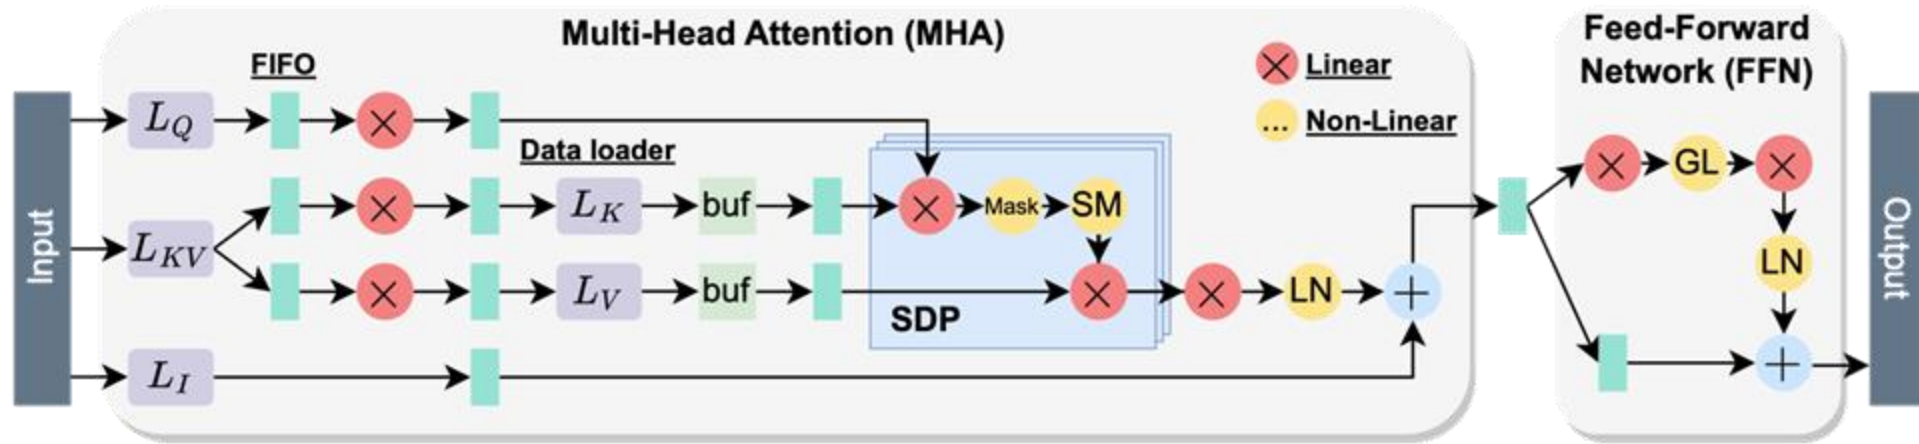 Multi-Head Attention (MHA)
Feed-Forward
Network (FFN)
FIFO
× Linear
... Non-Linear
Input
L_Q
×
Data loader
L_KV
×
L_K
buf
×
Mask
SM
×
L_V
buf
SDP
×
×
LN
+
L_I
×
GL
×
LN
+
Output